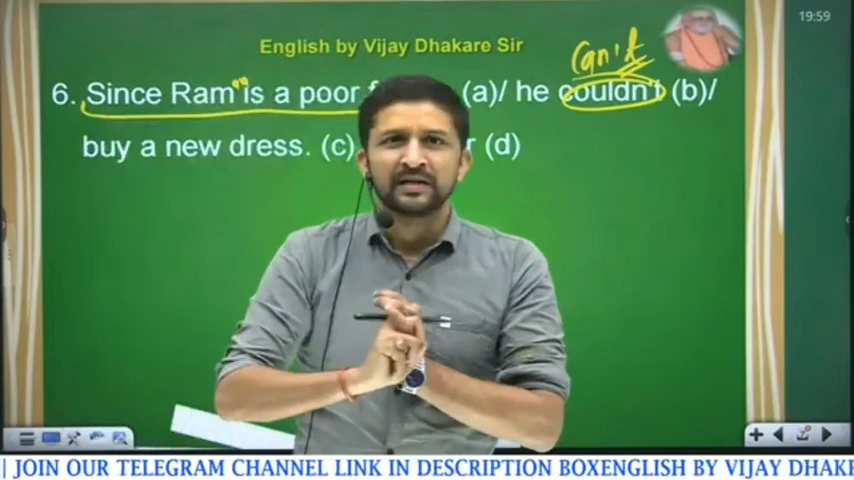 19:59
English by Vijay Dhakare Sir
can't
6. Since Ram is a poor (a)/ he couldn't (b)/
buy a new dress. (c) r (d)
| JOIN OUR TELEGRAM CHANNEL LINK IN DESCRIPTION BOXENGLISH BY VIJAY DHAKE